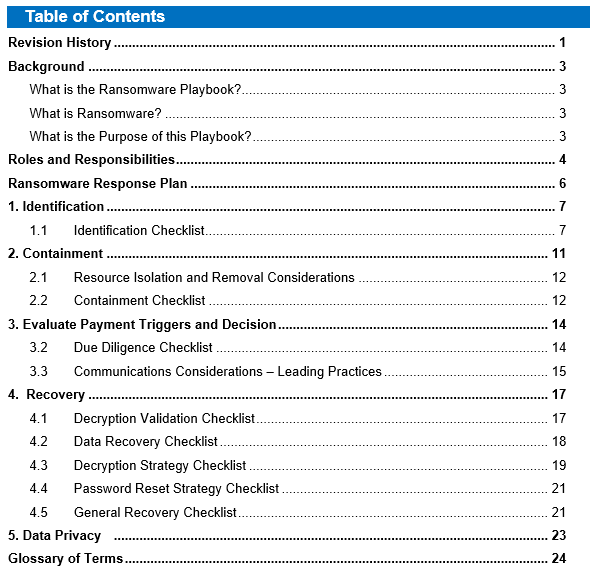 Table of Contents
Revision History ........ 1
Background ........ 3
What is the Ransomware Playbook? ........ 3
What is Ransomware? ........ 3
What is the Purpose of this Playbook? ........ 3
Roles and Responsibilities ........ 4
Ransomware Response Plan ........ 6
1. Identification ........ 7
1.1 Identification Checklist ........ 7
2. Containment ........ 11
2.1 Resource Isolation and Removal Considerations ........ 12
2.2 Containment Checklist ........ 12
3. Evaluate Payment Triggers and Decision ........ 14
3.2 Due Diligence Checklist ........ 14
3.3 Communications Considerations – Leading Practices ........ 15
4. Recovery ........ 17
4.1 Decryption Validation Checklist ........ 17
4.2 Data Recovery Checklist ........ 18
4.3 Decryption Strategy Checklist ........ 19
4.4 Password Reset Strategy Checklist ........ 21
4.5 General Recovery Checklist ........ 21
5. Data Privacy ........ 23
Glossary of Terms ........ 24